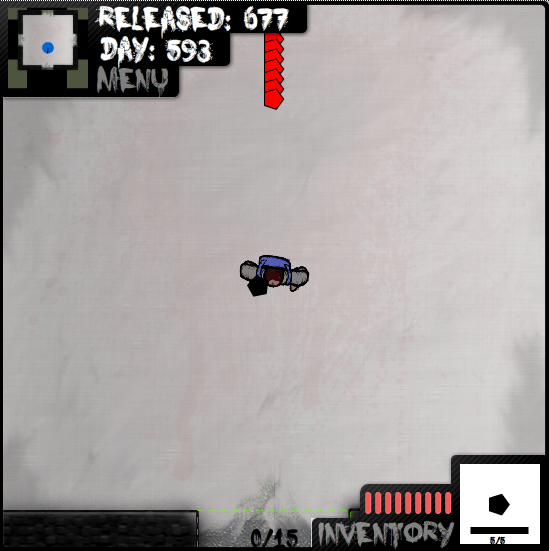 RELEASED: 677
DAY: 593
MENU
0/15
INVENTORY
5/5